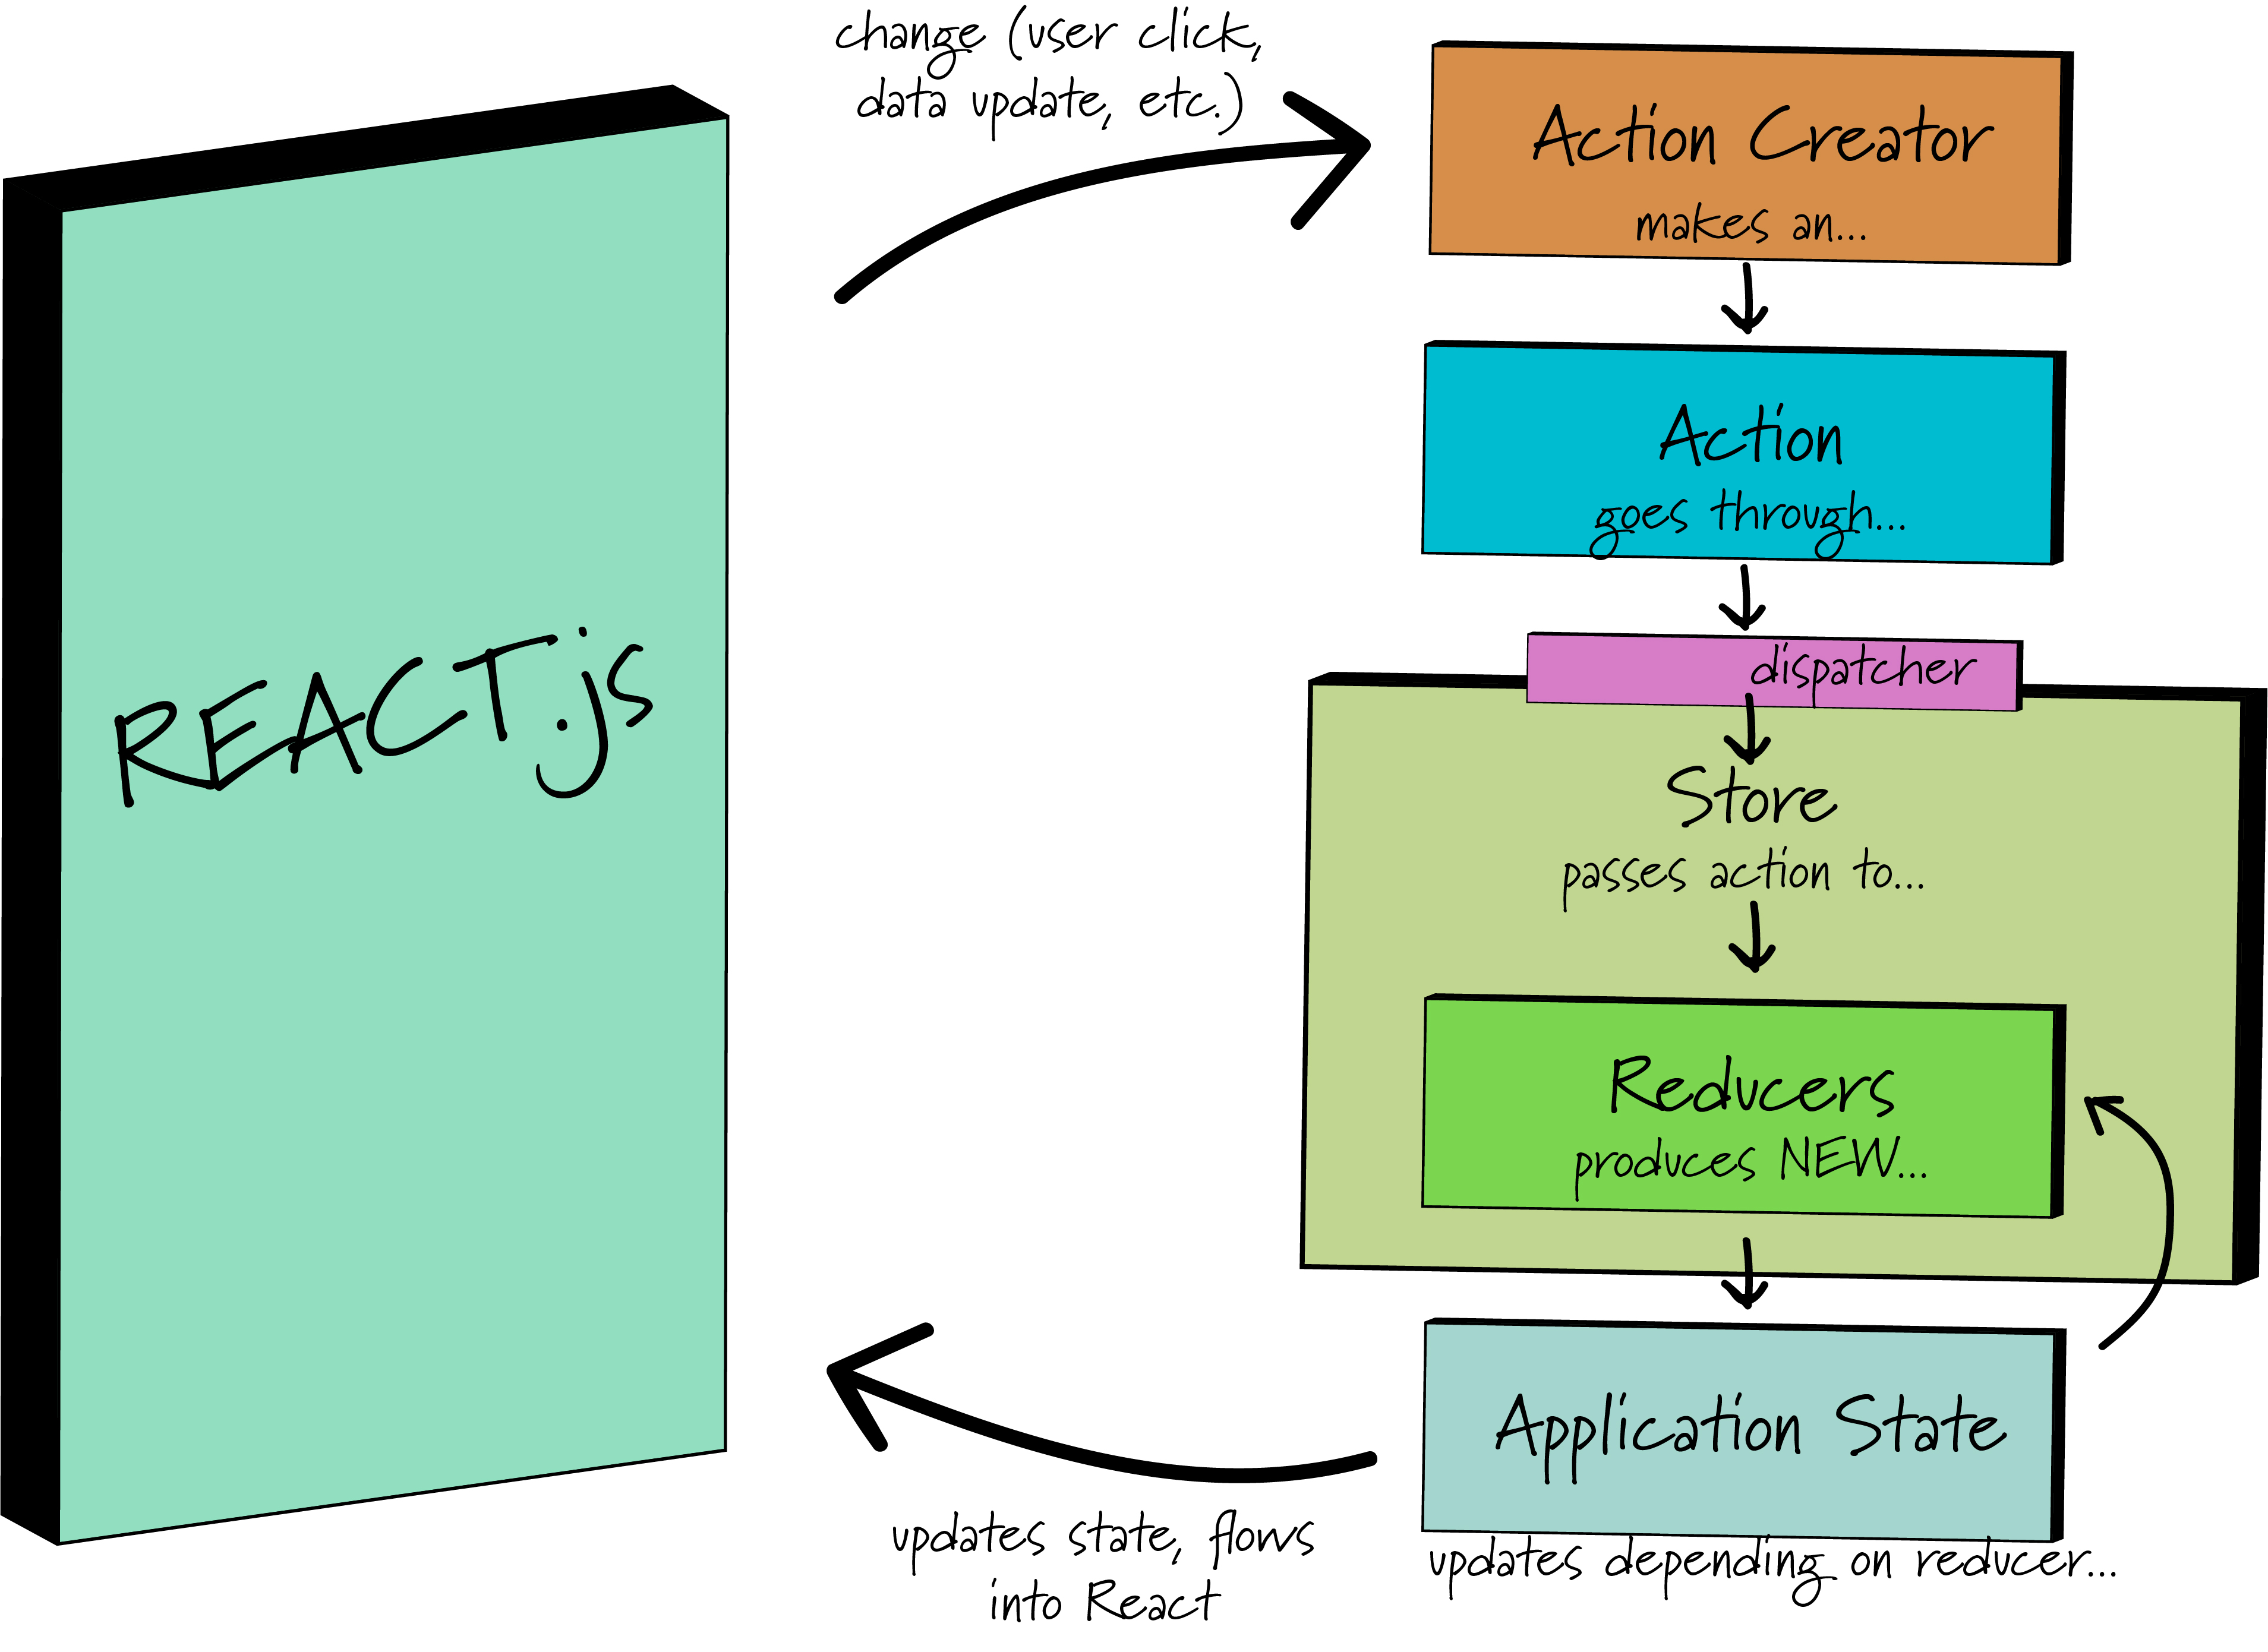 change (user click,
data update, etc.)
Action Creator
makes an...
Action
goes through...
dispatcher
Store
passes action to...
REACT.js
Reducers
produces NEW...
Application State
updates depending on reducer...
updates state, flows
into React